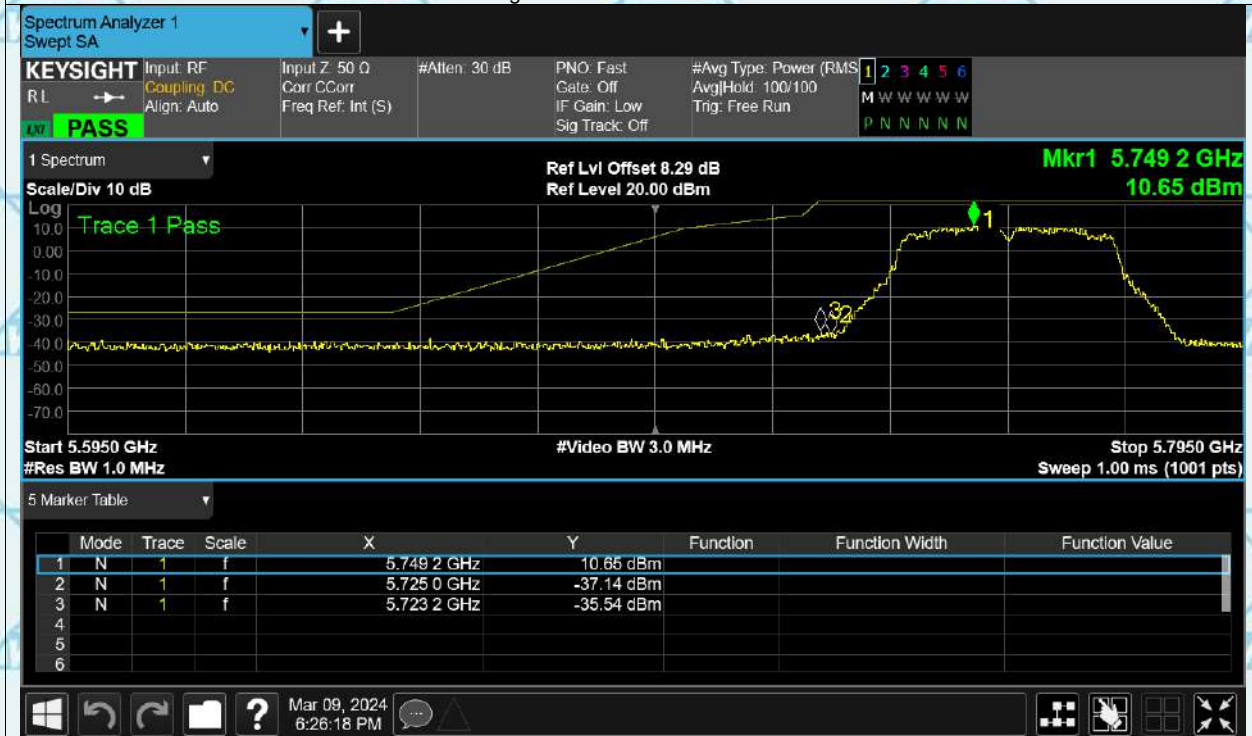 Spectrum Analyzer 1
Swept SA
+
KEYSIGHT
RL
LXI PASS
Input: RF
Coupling: DC
Align: Auto
Input Z: 50 Ω
Corr CCorr
Freq Ref: Int (S)
#Atten: 30 dB
PNO: Fast
Gate: Off
IF Gain: Low
Sig Track: Off
#Avg Type: Power (RMS
Avg|Hold: 100/100
Trig: Free Run
1 2 3 4 5 6
M W W W W W
P N N N N N
1 Spectrum
Scale/Div 10 dB
Ref Lvl Offset 8.29 dB
Ref Level 20.00 dBm
Mkr1 5.749 2 GHz
10.65 dBm
Log
Trace 1 Pass
10.0
0.00
-10.0
-20.0
-30.0
-40.0
-50.0
-60.0
-70.0
1
3 2
Start 5.5950 GHz
#Res BW 1.0 MHz
#Video BW 3.0 MHz
Stop 5.7950 GHz
Sweep 1.00 ms (1001 pts)
5 Marker Table
Mode Trace Scale X Y Function Function Width Function Value
1 N 1 f 5.749 2 GHz 10.65 dBm
2 N 1 f 5.725 0 GHz -37.14 dBm
3 N 1 f 5.723 2 GHz -35.54 dBm
4
5
6
?
Mar 09, 2024
6:26:18 PM